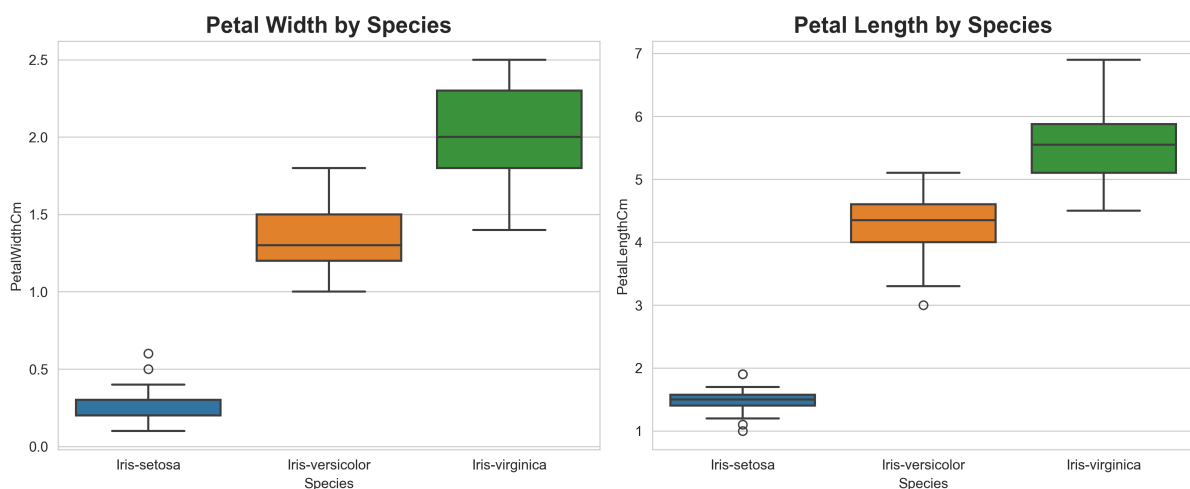 Petal Width by Species
PetalWidthCm
2.5
2.0
1.5
1.0
0.5
0.0
Iris-setosa Iris-versicolor Iris-virginica
Species
Petal Length by Species
PetalLengthCm
7
6
5
4
3
2
1
Iris-setosa Iris-versicolor Iris-virginica
Species